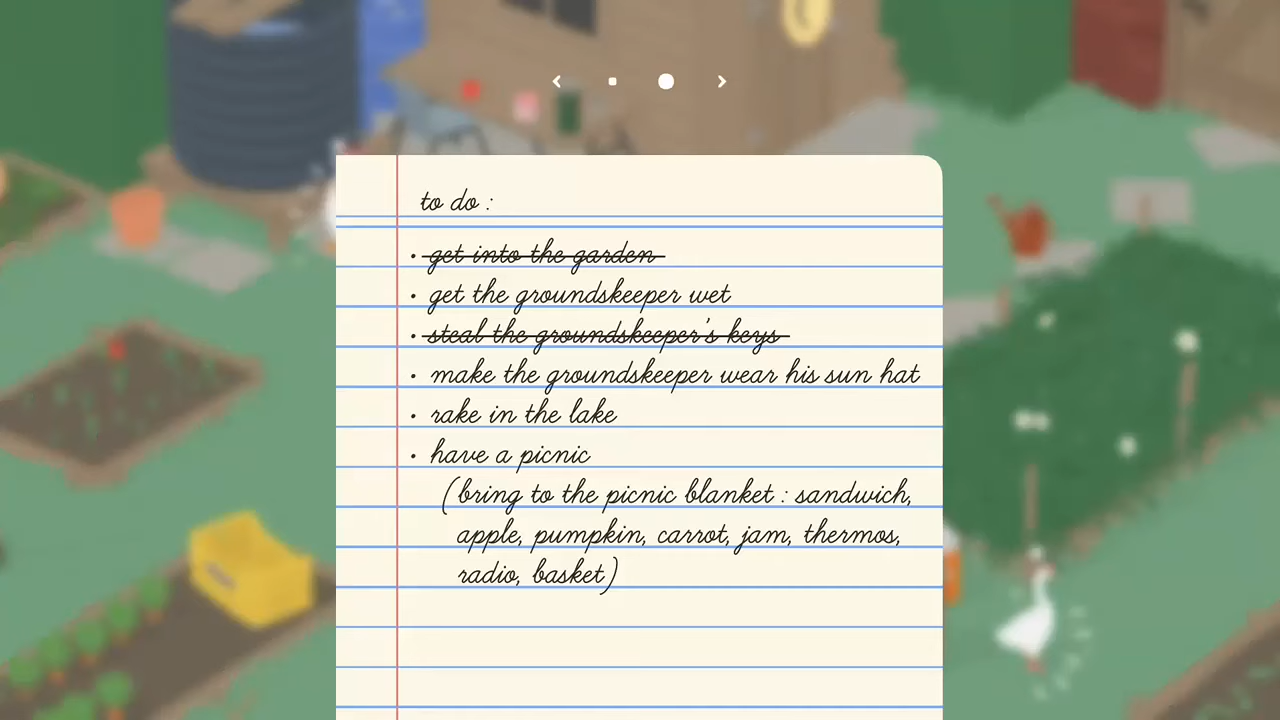 to do :
• get into the garden
• get the groundskeeper wet
• steal the groundskeeper's keys
• make the groundskeeper wear his sun hat
• rake in the lake
• have a picnic
(bring to the picnic blanket : sandwich,
apple, pumpkin, carrot, jam, thermos,
radio, basket)